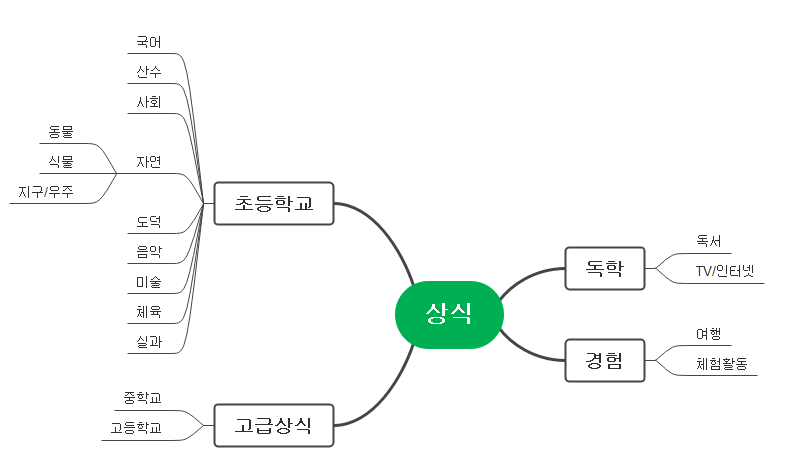 국어
산수
사회
동물
식물
지구/우주
자연
초등학교
도덕
음악
미술
체육
실과
중학교
고등학교
고급상식
상식
독학
독서
TV/인터넷
경험
여행
체험활동